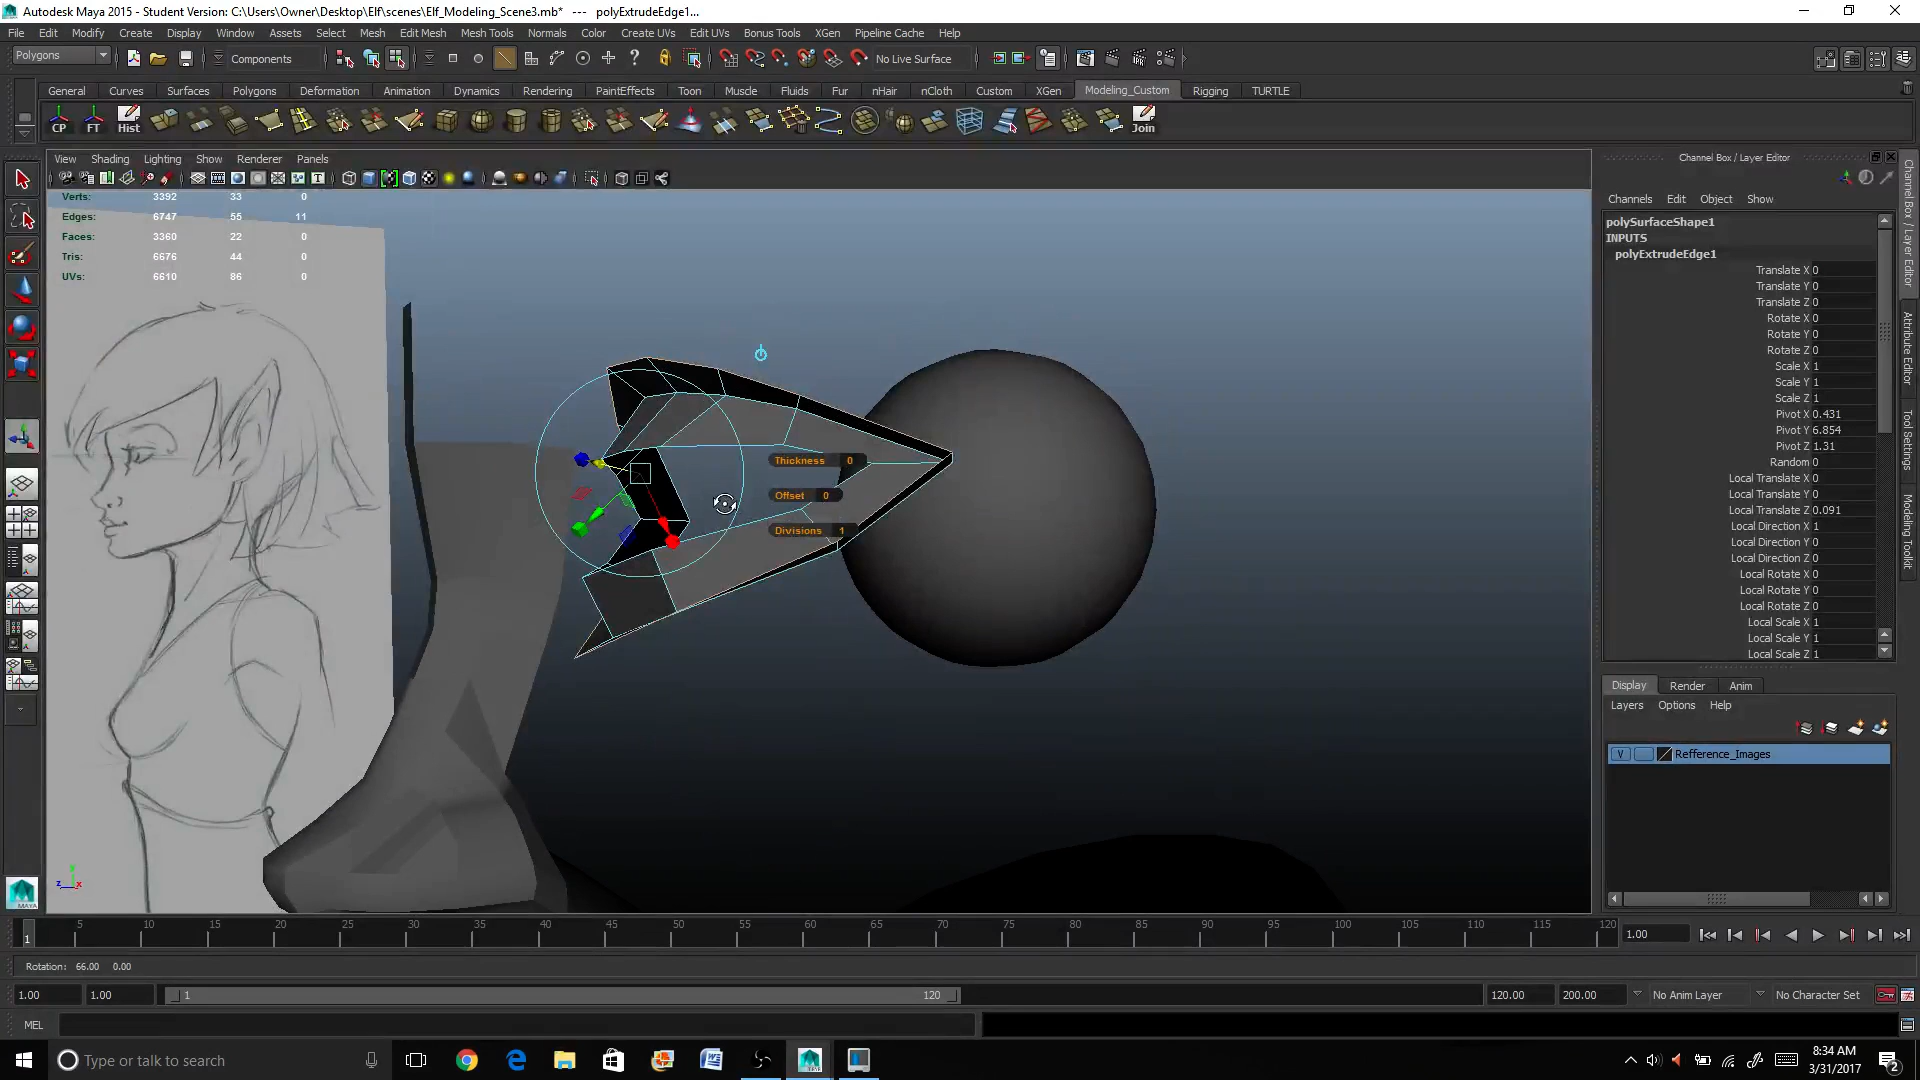 Autodesk Maya 2015 - Student Version: C:\Users\Owner\Desktop\Elf\scenes\Elf_Modeling_Scene3.mb*   ---   polyExtrudeEdge1...
File Edit Modify Create Display Window Assets Select Mesh Edit Mesh Mesh Tools Normals Color Create UVs Edit UVs Bonus Tools XGen Pipeline Cache Help
Polygons Components No Live Surface
General Curves Surfaces Polygons Deformation Animation Dynamics Rendering PaintEffects Toon Muscle Fluids Fur nHair nCloth Custom XGen Modeling_Custom Rigging TURTLE
CP FT Hist Join
View Shading Lighting Show Renderer Panels
Verts: 3392 33 0
Edges: 6747 55 11
Faces: 3360 22 0
Tris: 6676 44 0
UVs: 6610 86 0
Thickness 0
Offset 0
Divisions 1
y
z x
MAYA
Channel Box / Layer Editor
Channels Edit Object Show
polySurfaceShape1
INPUTS
polyExtrudeEdge1
Translate X 0
Translate Y 0
Translate Z 0
Rotate X 0
Rotate Y 0
Rotate Z 0
Scale X 1
Scale Y 1
Scale Z 1
Pivot X 0.431
Pivot Y 6.854
Pivot Z 1.31
Random 0
Local Translate X 0
Local Translate Y 0
Local Translate Z 0.091
Local Direction X 1
Local Direction Y 0
Local Direction Z 0
Local Rotate X 0
Local Rotate Y 0
Local Rotate Z 0
Local Scale X 1
Local Scale Y 1
Local Scale Z 1
Display Render Anim
Layers Options Help
V Refference_Images
Channel Box / Layer Editor
Attribute Editor
Tool Settings
Modeling Toolkit
1 5 10 15 20 25 30 35 40 45 50 55 60 65 70 75 80 85 90 95 100 105 110 115 120 1.00
Rotation: 66.00 0.00
1.00 1.00 1 120 120.00 200.00 No Anim Layer No Character Set
MEL
Type or talk to search
8:34 AM
3/31/2017
2